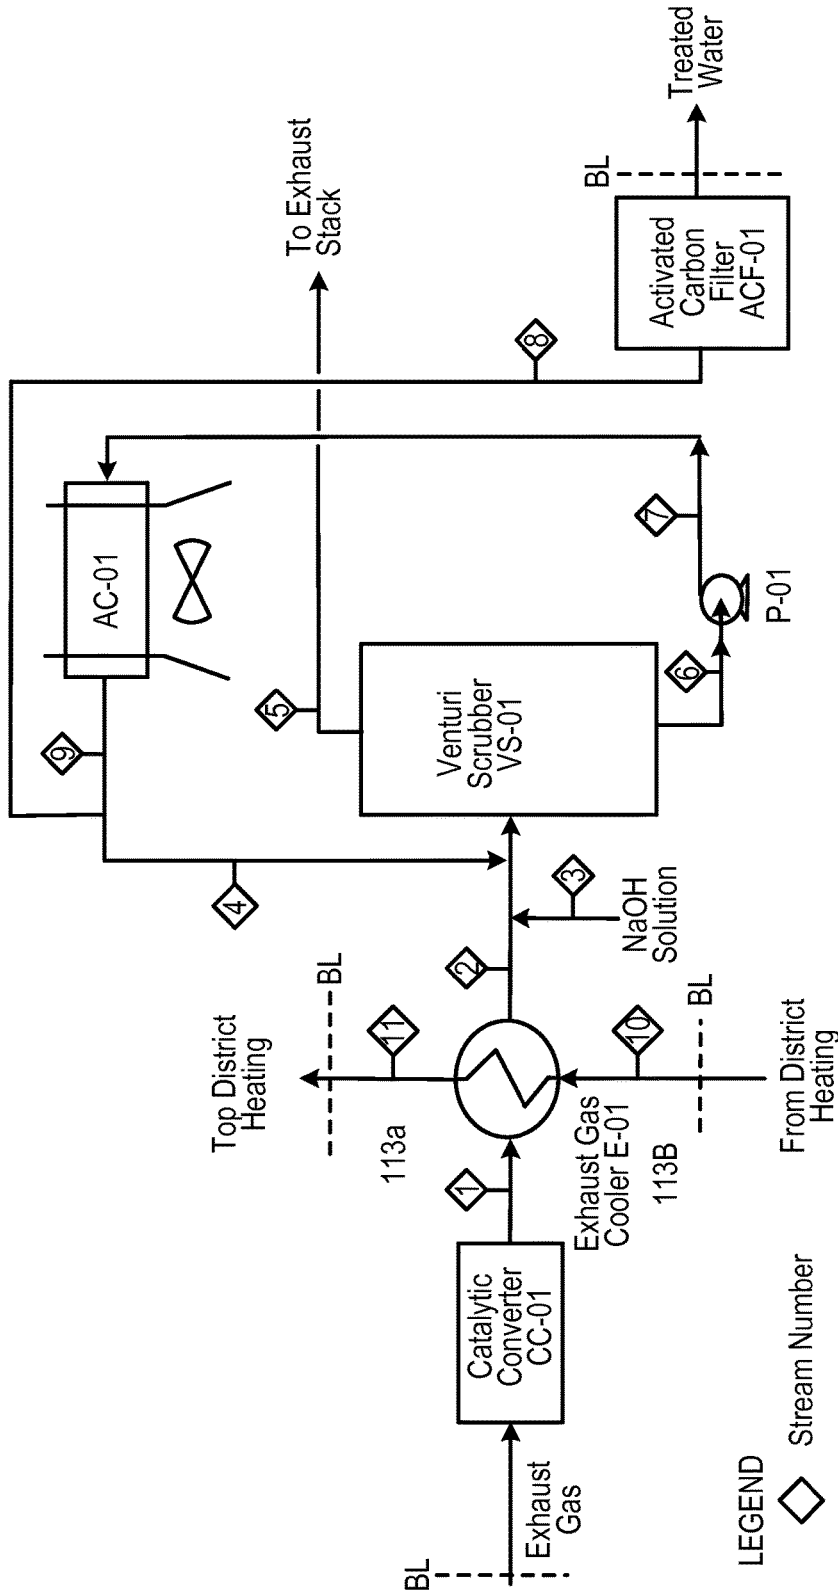 9
AC-01
4
Top District
Heating
BL
5
To Exhaust
Stack
113a
11
BL
Exhaust
Gas
Catalytic
Converter
CC-01
1
2
Venturi
Scrubber
VS-01
8
Exhaust Gas
Cooler E-01
113B
10
3
NaOH
Solution
BL
Activated
Carbon
Filter
ACF-01
Treated
Water
7
6
BL
P-01
From District
Heating
LEGEND
Stream Number